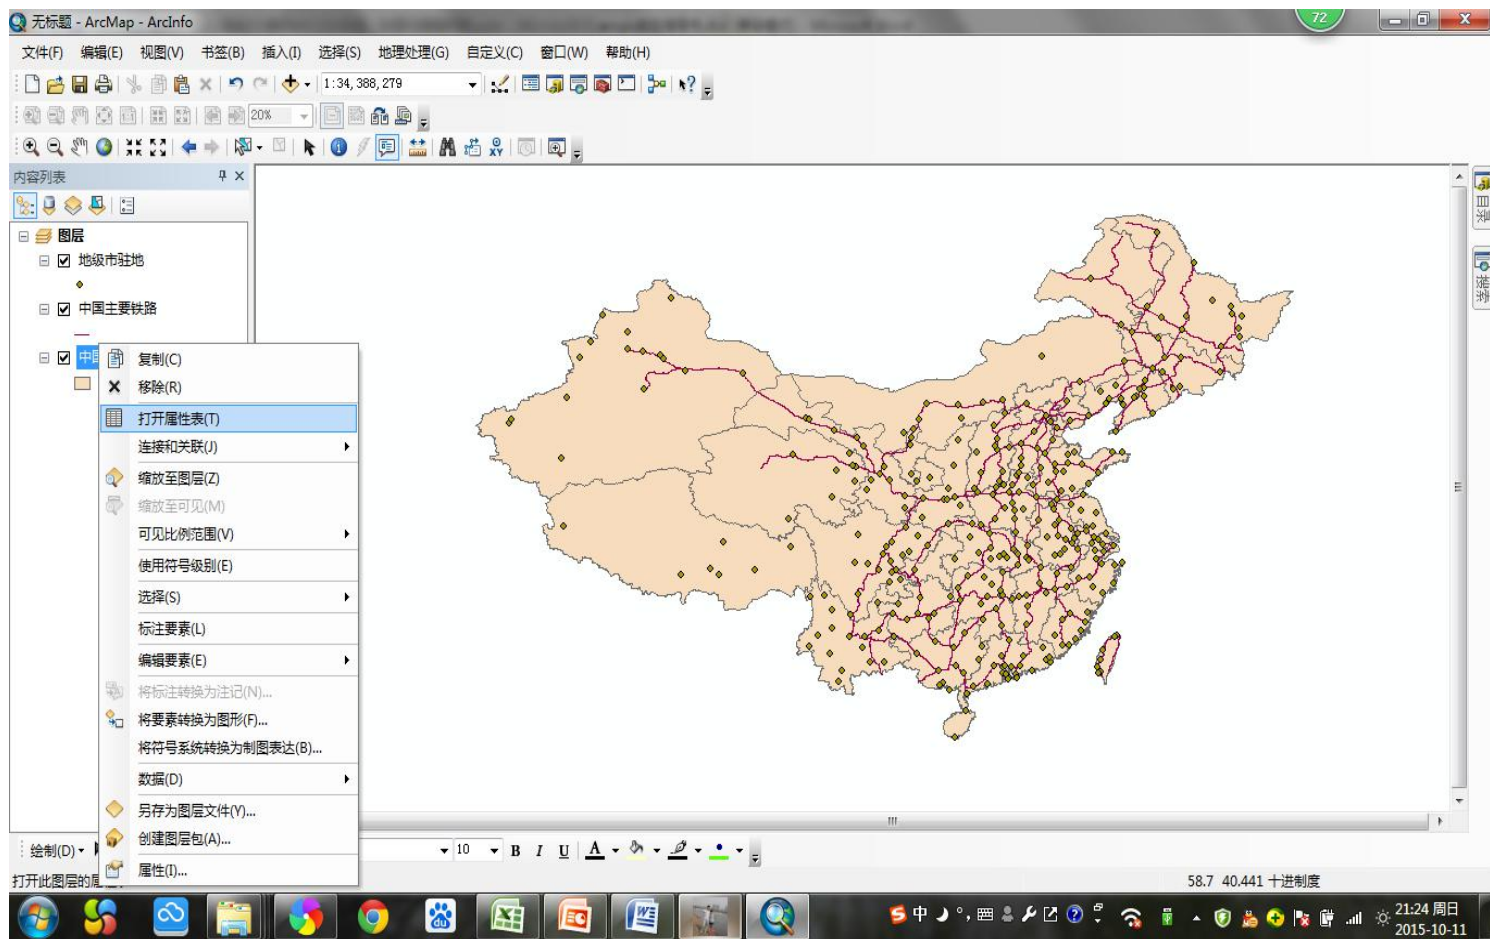 无标题 - ArcMap - ArcInfo
72
文件(F) 编辑(E) 视图(V) 书签(B) 插入(I) 选择(S) 地理处理(G) 自定义(C) 窗口(W) 帮助(H)
1:34,388,279
20%
内容列表
目录
搜索
图层
地级市驻地
中国主要铁路
中
复制(C)
移除(R)
打开属性表(T)
连接和关联(J)
缩放至图层(Z)
缩放至可见(M)
可见比例范围(V)
使用符号级别(E)
选择(S)
标注要素(L)
编辑要素(E)
将标注转换为注记(N)...
将要素转换为图形(F)...
将符号系统转换为制图表达(B)...
数据(D)
另存为图层文件(Y)...
创建图层包(A)...
属性(I)...
绘制(D)
10 B I U A
打开此图层的
58.7 40.441 十进制度
中
21:24 周日
2015-10-11